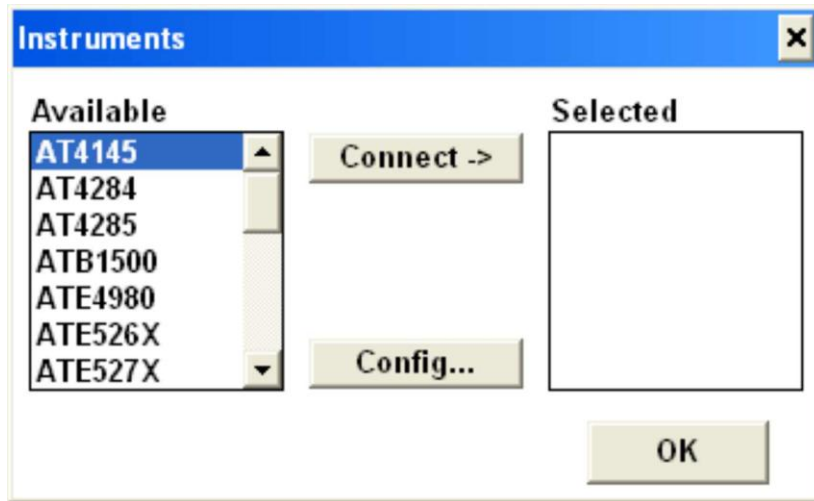 Instruments
Available
Selected
AT4145
AT4284
AT4285
ATB1500
ATE4980
ATE526X
ATE527X
Connect ->
Config...
OK